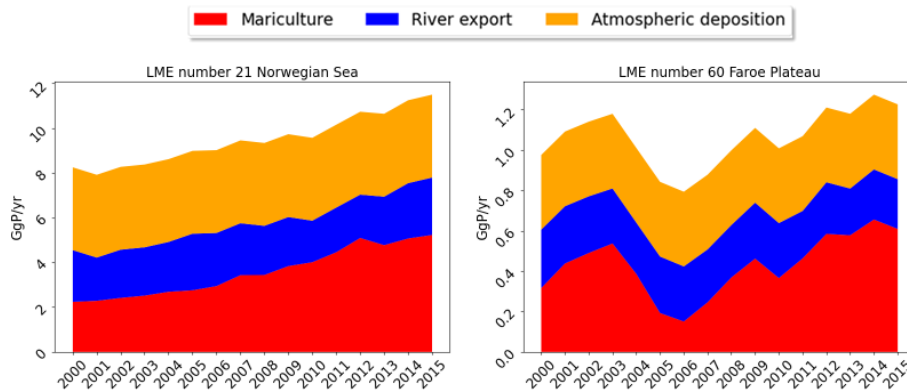 Mariculture River export Atmospheric deposition
LME number 21 Norwegian Sea
GgP/yr
12
10
8
6
4
2
0
2000 2001 2002 2003 2004 2005 2006 2007 2008 2009 2010 2011 2012 2013 2014 2015
LME number 60 Faroe Plateau
GgP/yr
1.2
1.0
0.8
0.6
0.4
0.2
0.0
2000 2001 2002 2003 2004 2005 2006 2007 2008 2009 2010 2011 2012 2013 2014 2015